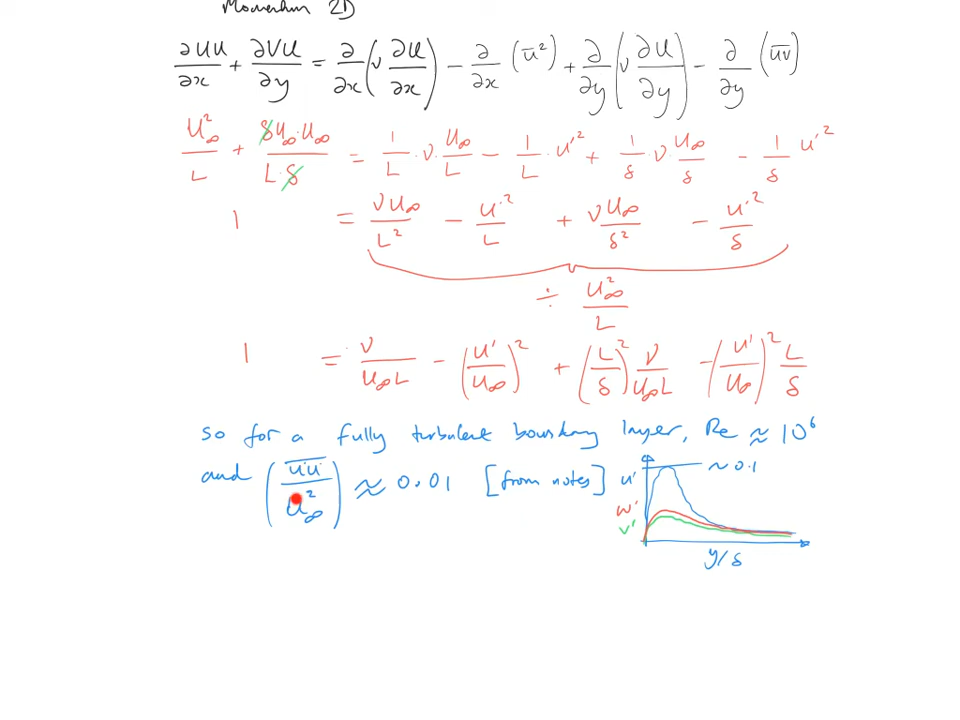 Momentum 2D
∂UU/∂x + ∂VU/∂y = ∂/∂x (ν ∂U/∂x) − ∂/∂x (u̅²) + ∂/∂y (ν ∂U/∂y) − ∂/∂y (u̅v̅)
U∞²/L + δU∞·U∞/L·δ = 1/L · ν U∞/L − 1/L · u'² + 1/δ ν U∞/δ − 1/δ u'²
1 = νU∞/L² − u'²/L + νU∞/δ² − u'²/δ
÷ U∞²/L
1 = ν/U∞L − (u'/U∞)² + (L/δ)² ν/U∞L − (u'/U∞)² L/δ
so for a fully turbulent boundary layer, Re ≈ 10⁶
and (u̅'u̅'/U∞²) ≈ 0.01 [from notes]
u' ~0.1
w'
v'
y/δ